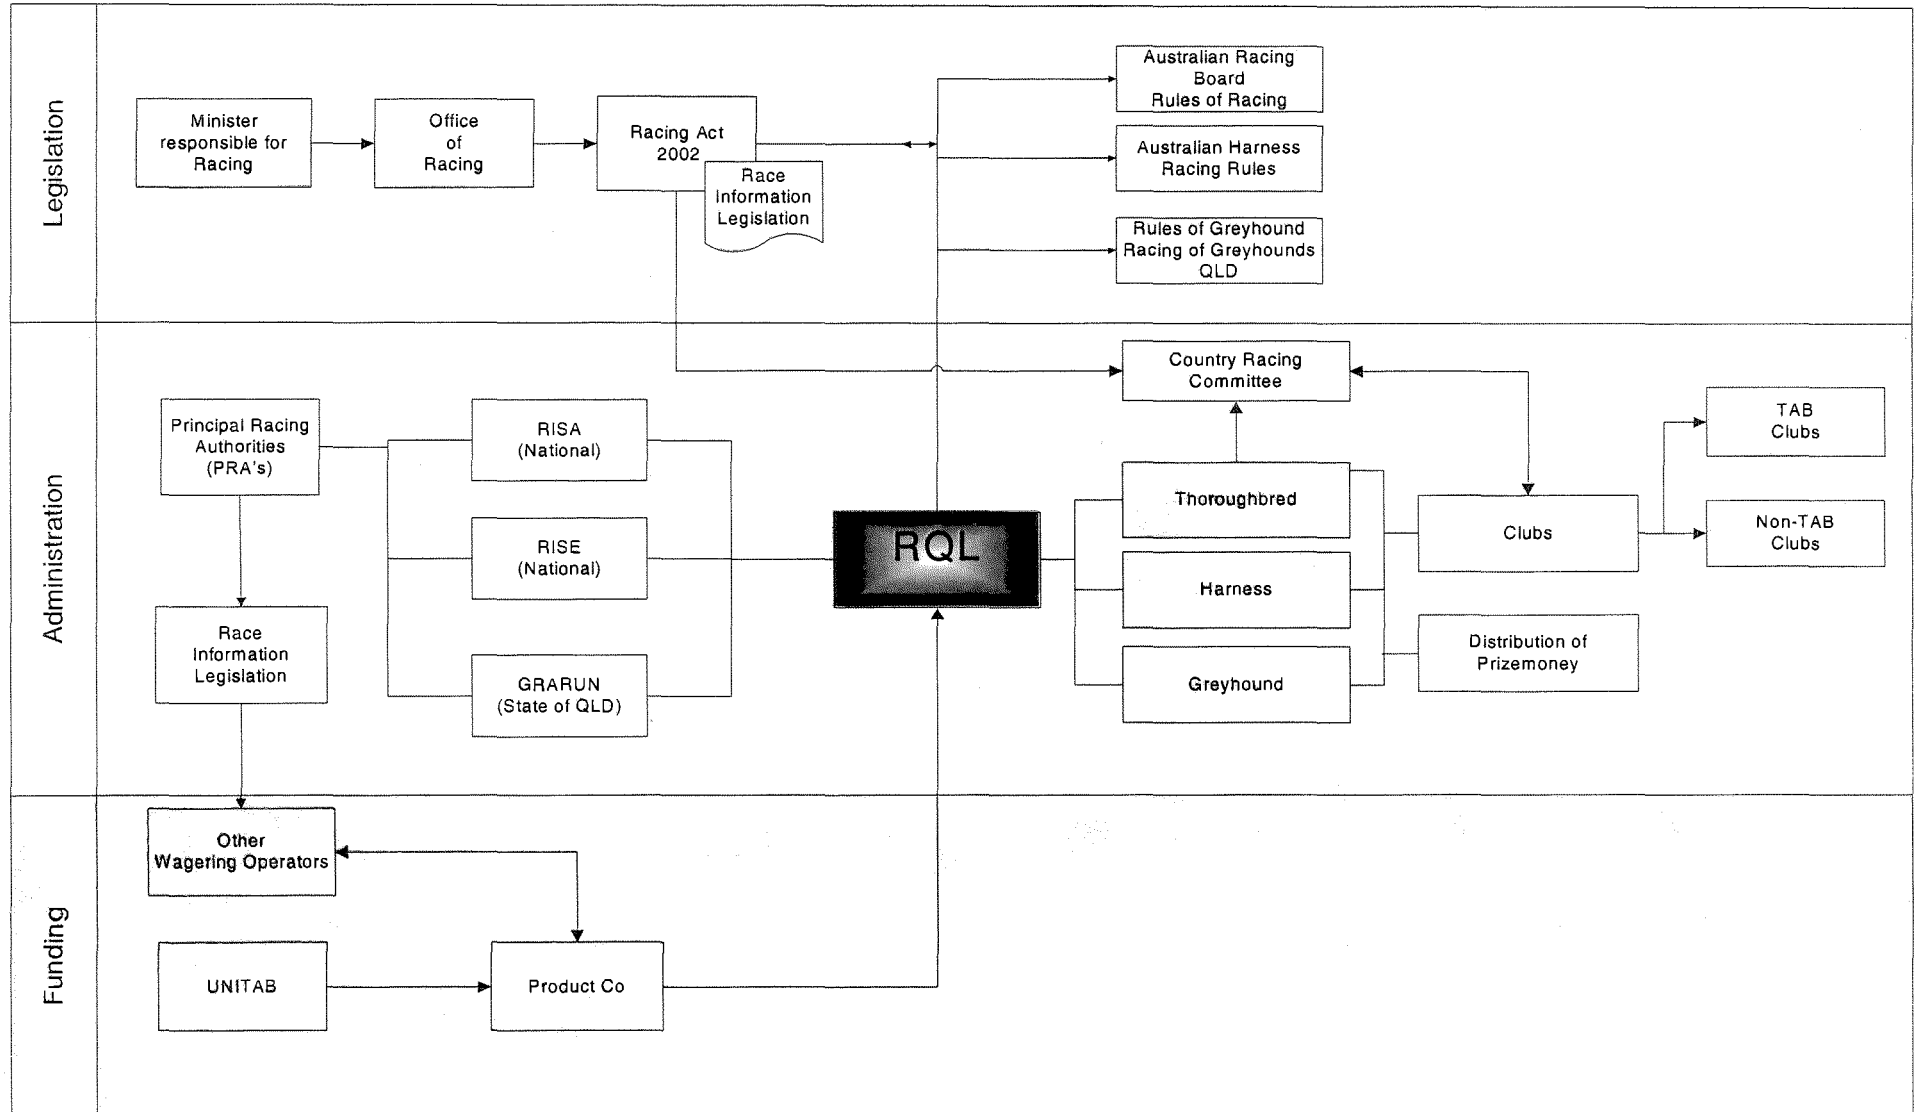 Legislation
Minister
responsible for
Racing
Office
of
Racing
Racing Act
2002
Race
Information
Legislation
Australian Racing
Board
Rules of Racing
Australian Harness
Racing Rules
Rules of Greyhound
Racing of Greyhounds
QLD
Administration
Principal Racing
Authorities
(PRA's)
Race
Information
Legislation
RISA
(National)
RISE
(National)
GRARUN
(State of QLD)
RQL
Country Racing
Committee
Thoroughbred
Harness
Greyhound
Clubs
Distribution of
Prizemoney
TAB
Clubs
Non-TAB
Clubs
Funding
Other
Wagering Operators
UNITAB
Product Co